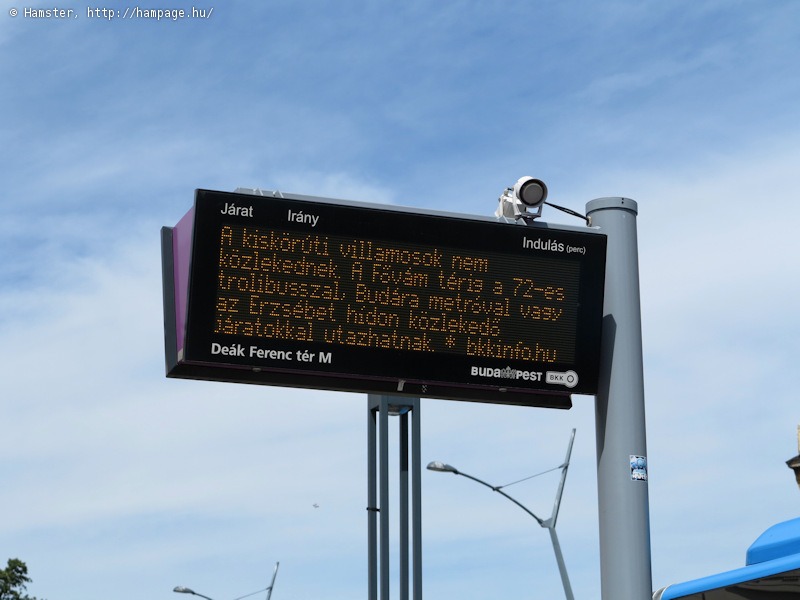 © Hamster, http://hampage.hu/
Járat Irány Indulás (perc)
A kiskörúti villamosok nem
közlekednek. A Fővám térig a 72-es
trolibusszal, Budára metróval vagy
az Erzsébet hídon közlekedő
járatokkal utazhatnak. * bkkinfo.hu
Deák Ferenc tér M
BUDAPEST BKK